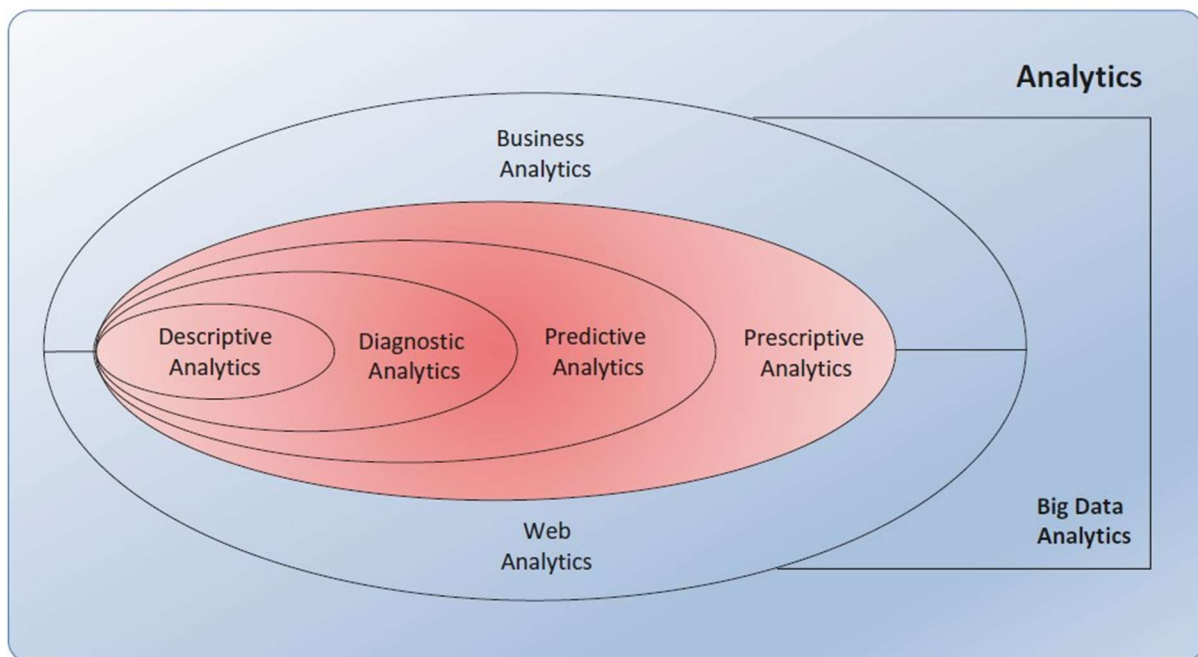 Analytics
Business
Analytics
Descriptive
Analytics
Diagnostic
Analytics
Predictive
Analytics
Prescriptive
Analytics
Web
Analytics
Big Data
Analytics